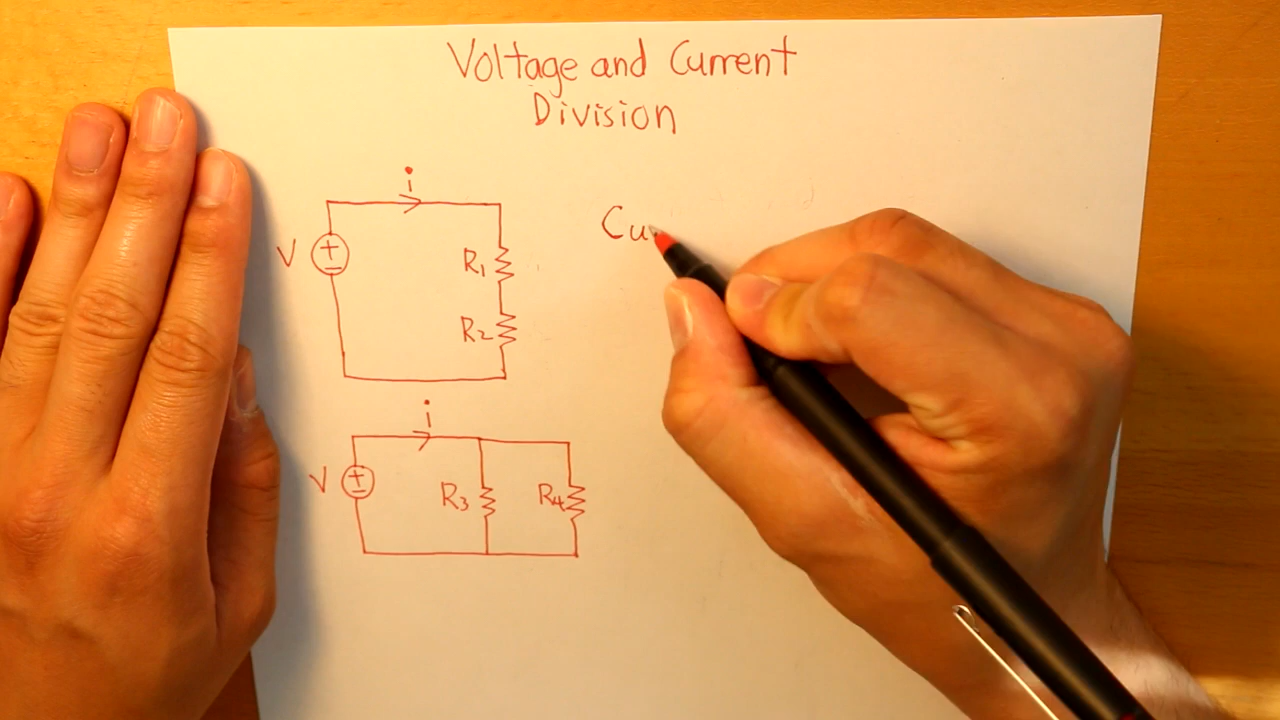 Voltage and Current
Division
i
V
+
−
R1
R2
Cu
i
V
+
−
R3
R4